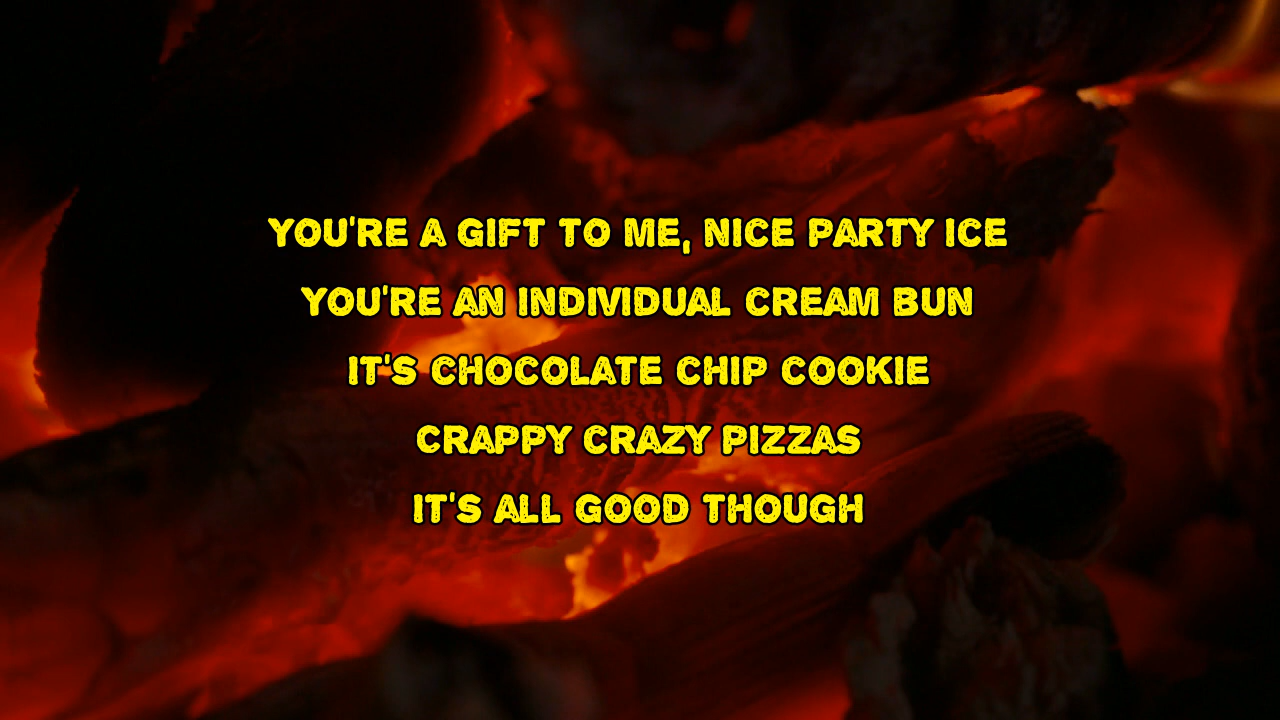 YOU'RE A GIFT TO ME, NICE PARTY ICE
YOU'RE AN INDIVIDUAL CREAM BUN
IT'S CHOCOLATE CHIP COOKIE
CRAPPY CRAZY PIZZAS
IT'S ALL GOOD THOUGH